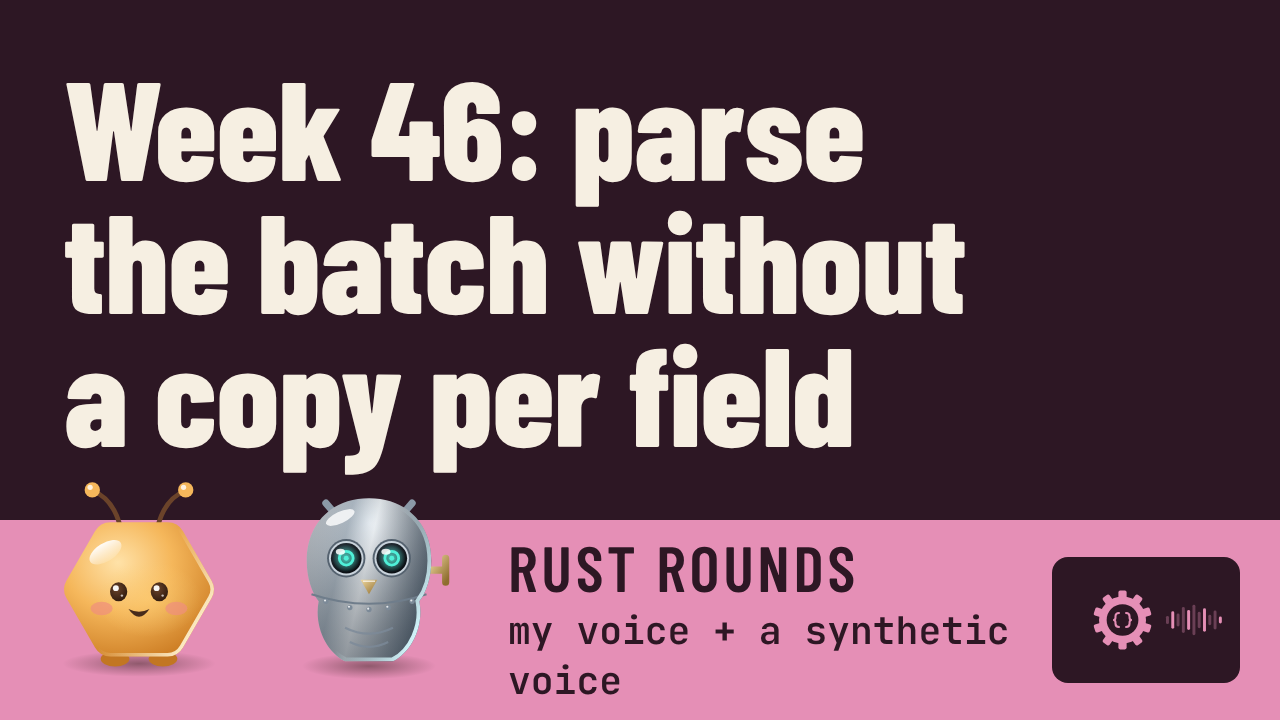 Week 46: parse
the batch without
a copy per field
RUST ROUNDS
my voice + a synthetic
voice
{}